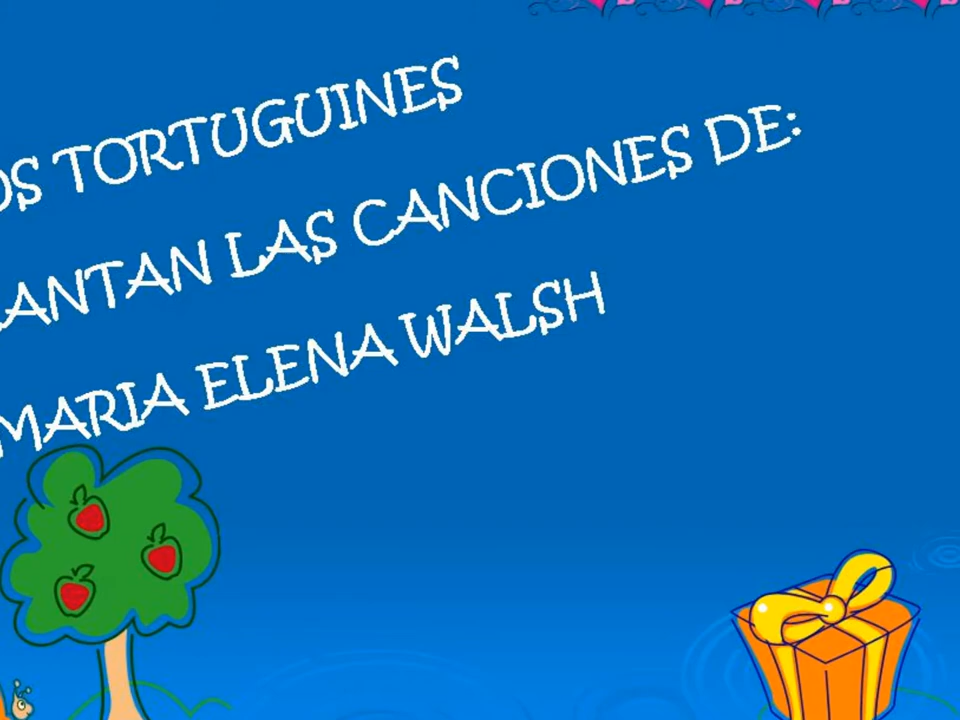 OS TORTUGUINES
ANTAN LAS CANCIONES DE:
MARIA ELENA WALSH